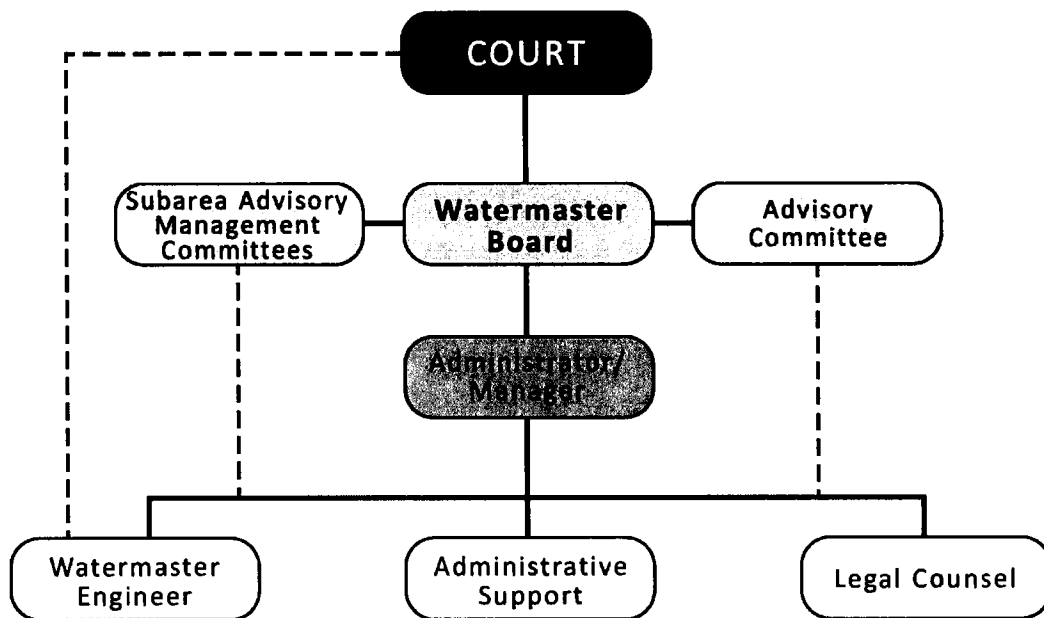 COURT
Subarea Advisory
Management
Committees
Watermaster
Board
Advisory
Committee
Administrator/
Manager
Watermaster
Engineer
Administrative
Support
Legal Counsel